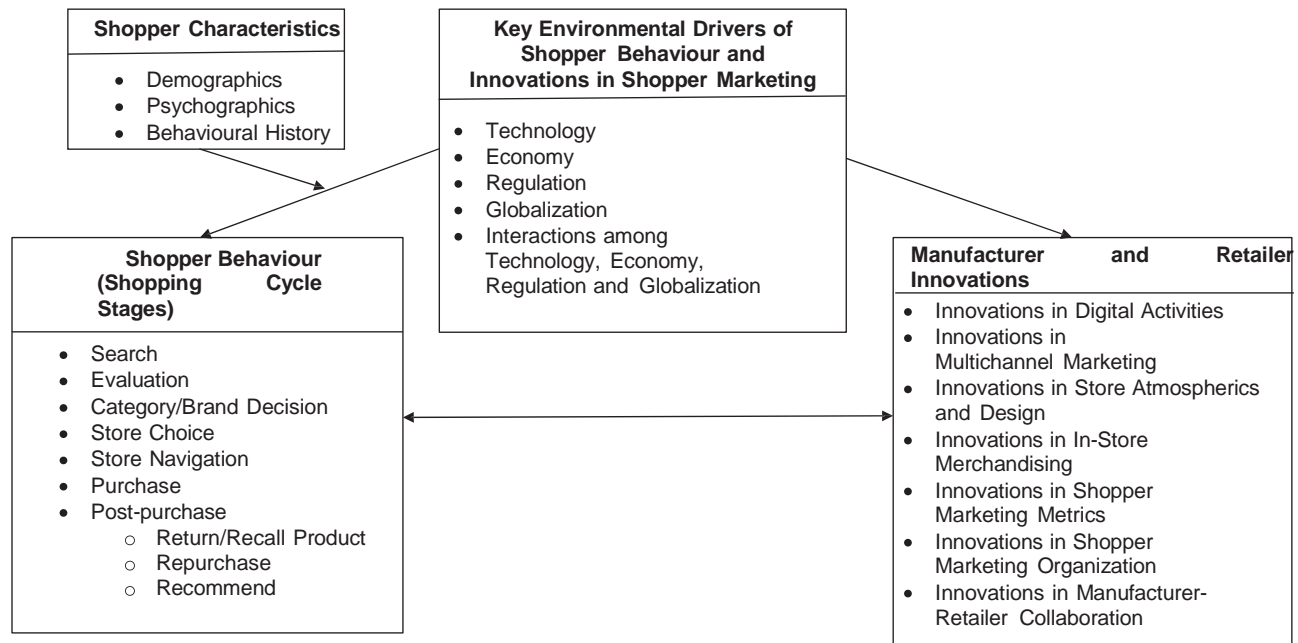 Shopper Characteristics
• Demographics
• Psychographics
• Behavioural History
Key Environmental Drivers of
Shopper Behaviour and
Innovations in Shopper Marketing
• Technology
• Economy
• Regulation
• Globalization
• Interactions among
Technology, Economy,
Regulation and Globalization
Shopper Behaviour
(Shopping Cycle
Stages)
• Search
• Evaluation
• Category/Brand Decision
• Store Choice
• Store Navigation
• Purchase
• Post-purchase
○ Return/Recall Product
○ Repurchase
○ Recommend
Manufacturer and Retailer
Innovations
• Innovations in Digital Activities
• Innovations in
Multichannel Marketing
• Innovations in Store Atmospherics
and Design
• Innovations in In-Store
Merchandising
• Innovations in Shopper
Marketing Metrics
• Innovations in Shopper
Marketing Organization
• Innovations in Manufacturer-
Retailer Collaboration